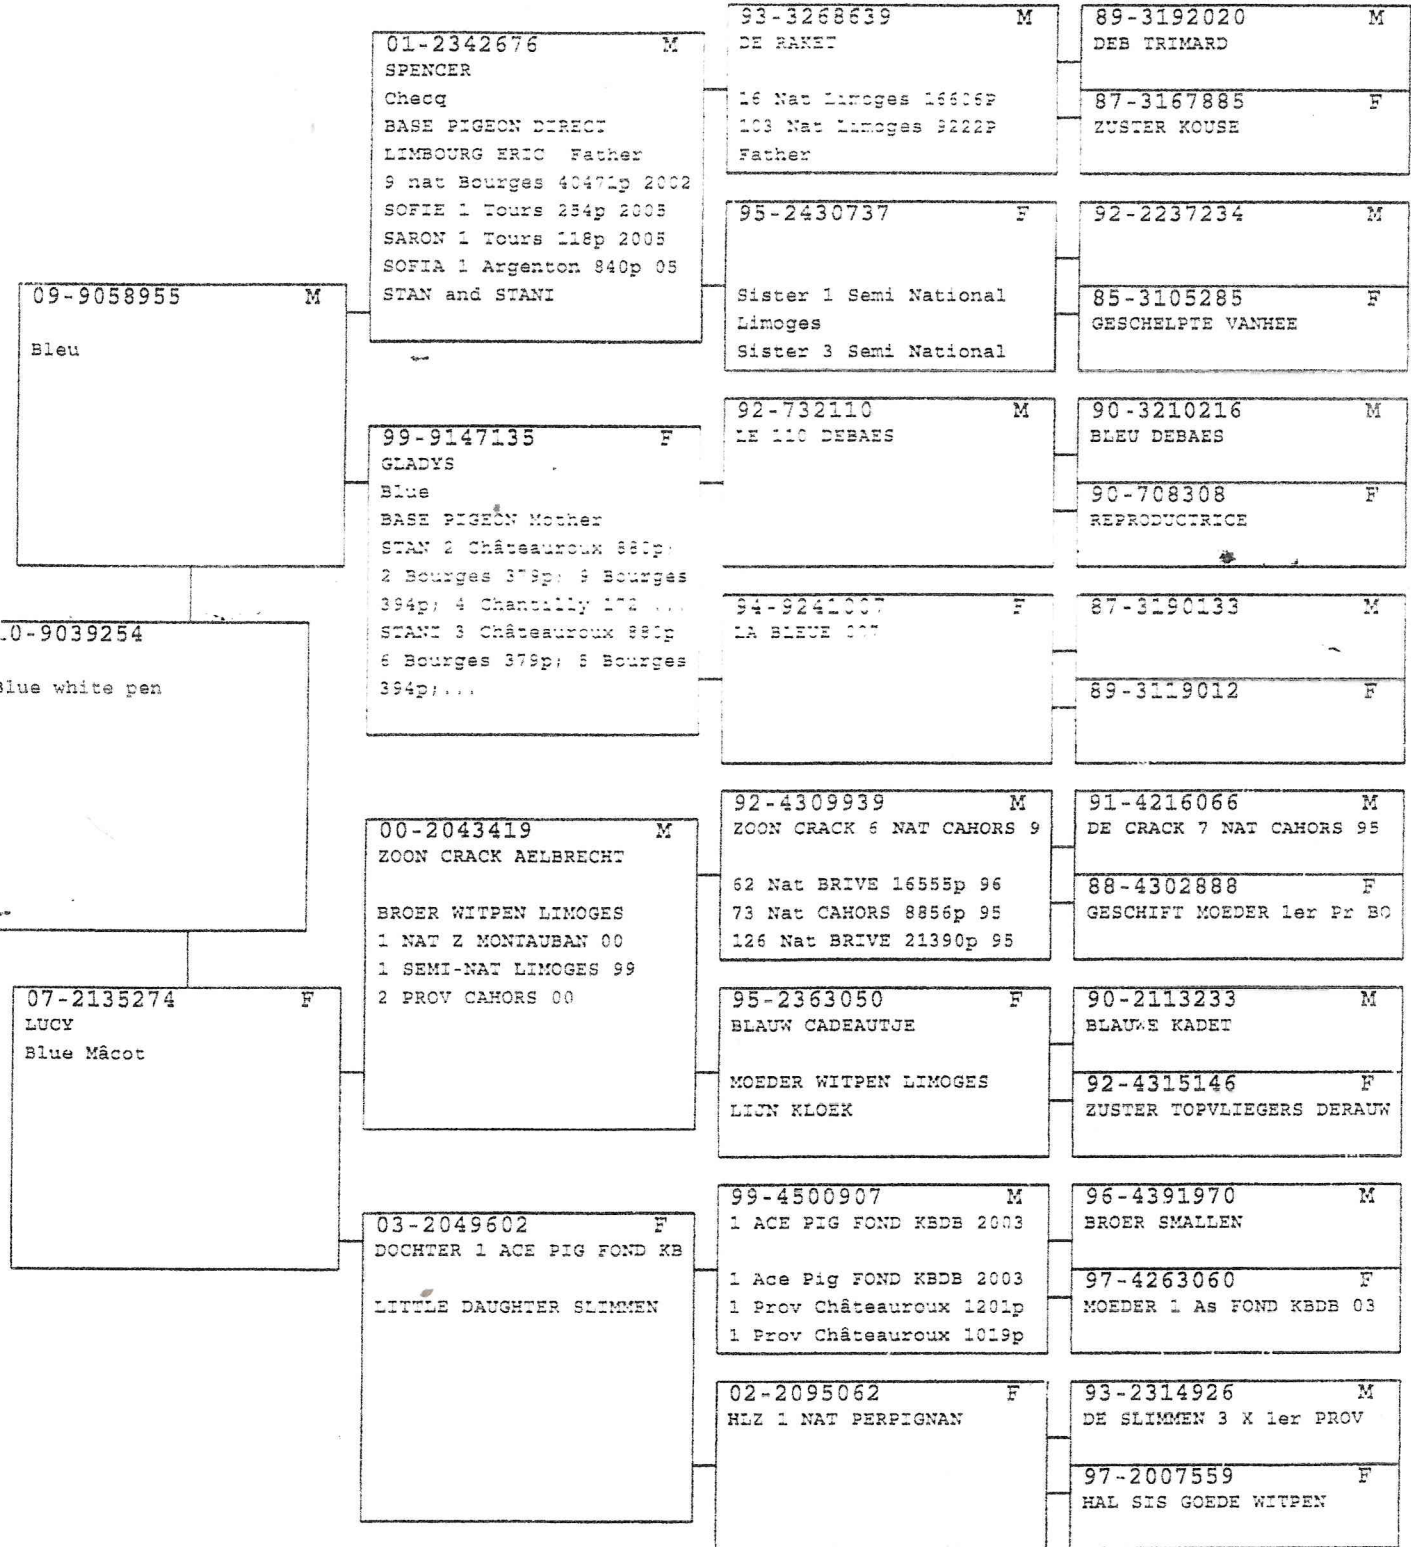 10-9039254
Blue white pen
09-9058955 M
Bleu
07-2135274 F
LUCY
Blue Mâcot
01-2342676 M
SPENCER
Checq
BASE PIGEON DIRECT
LIMBOURG ERIC Father
9 nat Bourges 40471p 2002
SOFIE 1 Tours 254p 2005
SARON 1 Tours 118p 2005
SOFIA 1 Argenton 840p 05
STAN and STANI
99-9147135 F
GLADYS
Blue
BASE PIGEON Mother
STAN 2 Châteauroux 880p;
2 Bourges 379p; 9 Bourges
394p; 4 Chantilly 172 ...
STANI 3 Châteauroux 880p
6 Bourges 379p; 5 Bourges
394p;...
00-2043419 M
ZOON CRACK AELBRECHT
BROER WITPEN LIMOGES
1 NAT Z MONTAUBAN 00
1 SEMI-NAT LIMOGES 99
2 PROV CAHORS 00
03-2049602 F
DOCHTER 1 ACE PIG FOND KB
LITTLE DAUGHTER SLIMMEN
93-3268639 M
DE RAKET
16 Nat Limoges 16606P
103 Nat Limoges 9222P
Father
95-2430737 F
Sister 1 Semi National
Limoges
Sister 3 Semi National
92-732110 M
LE 110 DEBAES
94-9241007 F
LA BLEUE 007
92-4309939 M
ZOON CRACK 6 NAT CAHORS 9
62 Nat BRIVE 16555p 96
73 Nat CAHORS 8856p 95
126 Nat BRIVE 21390p 95
95-2363050 F
BLAUW CADEAUTJE
MOEDER WITPEN LIMOGES
LIJN KLOEK
99-4500907 M
1 ACE PIG FOND KBDB 2003
1 Ace Pig FOND KBDB 2003
1 Prov Châteauroux 1201p
1 Prov Châteauroux 1019p
02-2095062 F
HLZ 1 NAT PERPIGNAN
89-3192020 M
DEB TRIMARD
87-3167885 F
ZUSTER KOUSE
92-2237234 M
85-3105285 F
GESCHELPTE VANHEE
90-3210216 M
BLEU DEBAES
90-708308 F
REPRODUCTRICE
87-3190133 M
89-3119012 F
91-4216066 M
DE CRACK 7 NAT CAHORS 95
88-4302888 F
GESCHIFT MOEDER 1er Pr BO
90-2113233 M
BLAUWE KADET
92-4315146 F
ZUSTER TOPVLIEGERS DERAUW
96-4391970 M
BROER SMALLEN
97-4263060 F
MOEDER 1 As FOND KBDB 03
93-2314926 M
DE SLIMMEN 3 X 1er PROV
97-2007559 F
HAL SIS GOEDE WITPEN